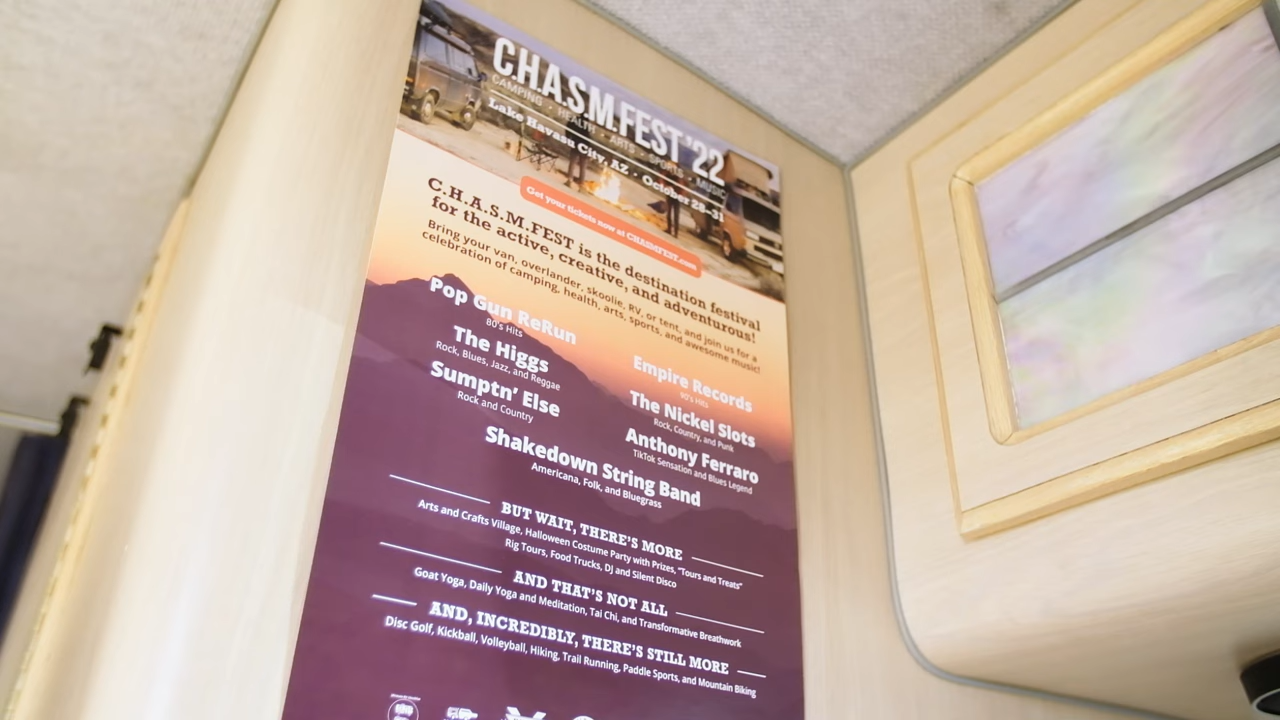 C.H.A.S.M.FEST '22
CAMPING • HEALTH • ARTS • SPORTS • MUSIC
Lake Havasu City, AZ • October 28–31
Get your tickets now at CHASMFEST.com
C.H.A.S.M.FEST is the destination festival
for the active, creative, and adventurous!
Bring your van, overlander, skoolie, RV, or tent, and join us for a
celebration of camping, health, arts, sports, and awesome music!
Pop Gun ReRun
80's Hits
The Higgs
Rock, Blues, Jazz, and Reggae
Sumptn' Else
Rock and Country
Empire Records
90's Hits
The Nickel Slots
Rock, Country, and Punk
Anthony Ferraro
TikTok Sensation and Blues Legend
Shakedown String Band
Americana, Folk, and Bluegrass
BUT WAIT, THERE'S MORE
Arts and Crafts Village, Halloween Costume Party with Prizes, "Tours and Treats"
Rig Tours, Food Trucks, DJ and Silent Disco
AND THAT'S NOT ALL
Goat Yoga, Daily Yoga and Meditation, Tai Chi, and Transformative Breathwork
AND, INCREDIBLY, THERE'S STILL MORE
Disc Golf, Kickball, Volleyball, Hiking, Trail Running, Paddle Sports, and Mountain Biking